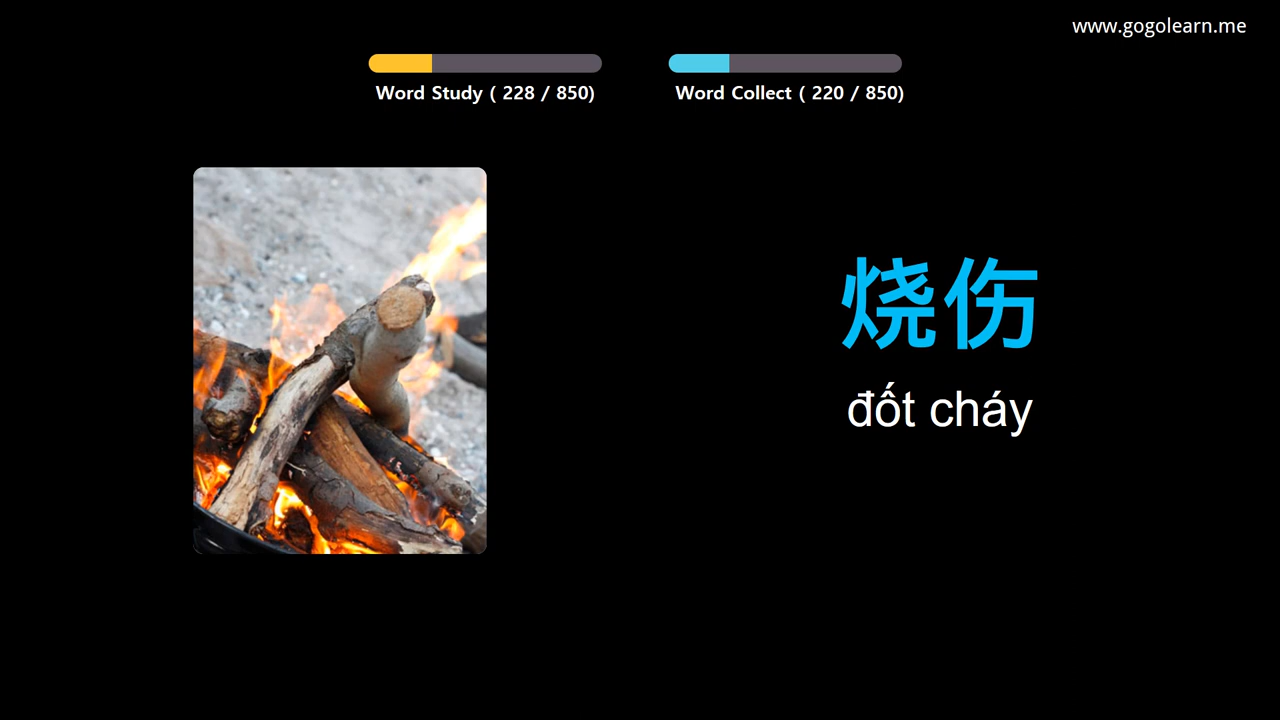 www.gogolearn.me
Word Study ( 228 / 850)
Word Collect ( 220 / 850)
烧伤
đốt cháy